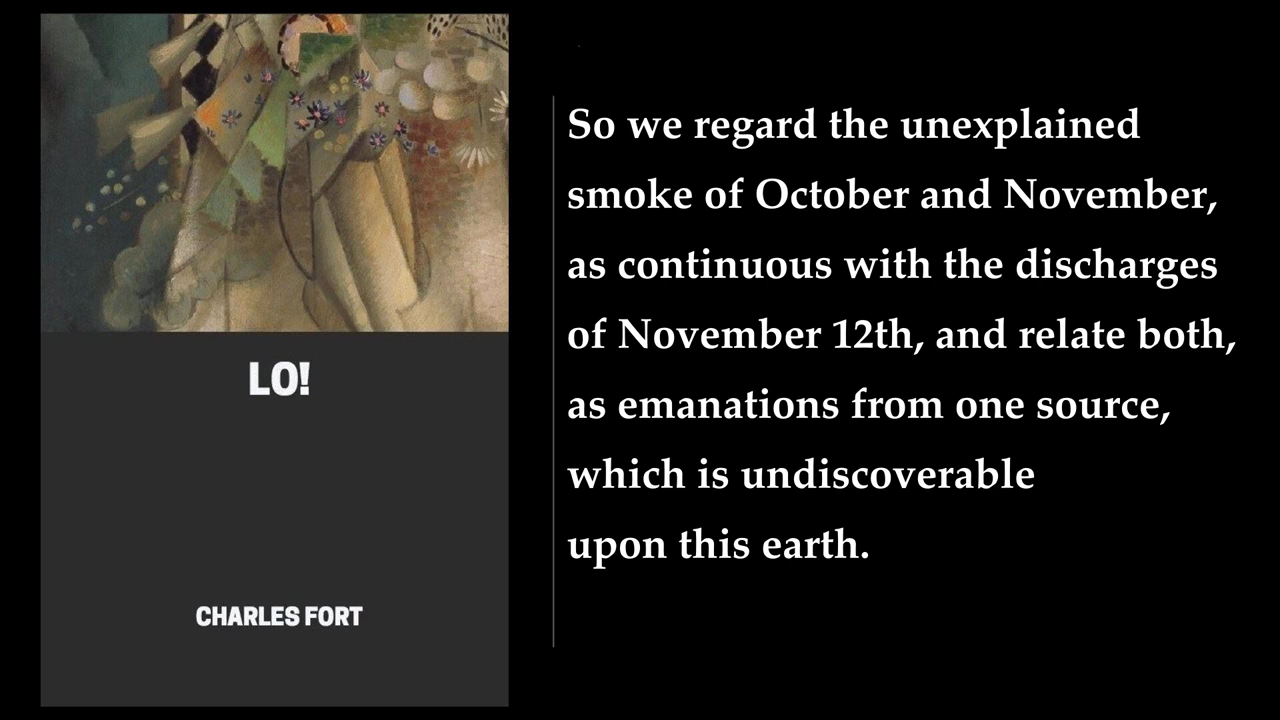 LO!
CHARLES FORT
So we regard the unexplained
smoke of October and November,
as continuous with the discharges
of November 12th, and relate both,
as emanations from one source,
which is undiscoverable
upon this earth.